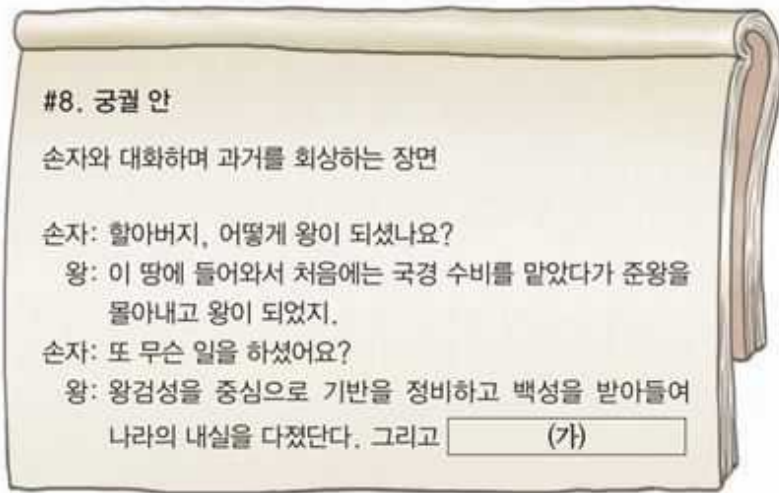 #8. 궁궐 안
손자와 대화하며 과거를 회상하는 장면
손자: 할아버지, 어떻게 왕이 되셨나요?
왕: 이 땅에 들어와서 처음에는 국경 수비를 맡았다가 준왕을
몰아내고 왕이 되었지.
손자: 또 무슨 일을 하셨어요?
왕: 왕검성을 중심으로 기반을 정비하고 백성을 받아들여
나라의 내실을 다졌단다. 그리고 (가)